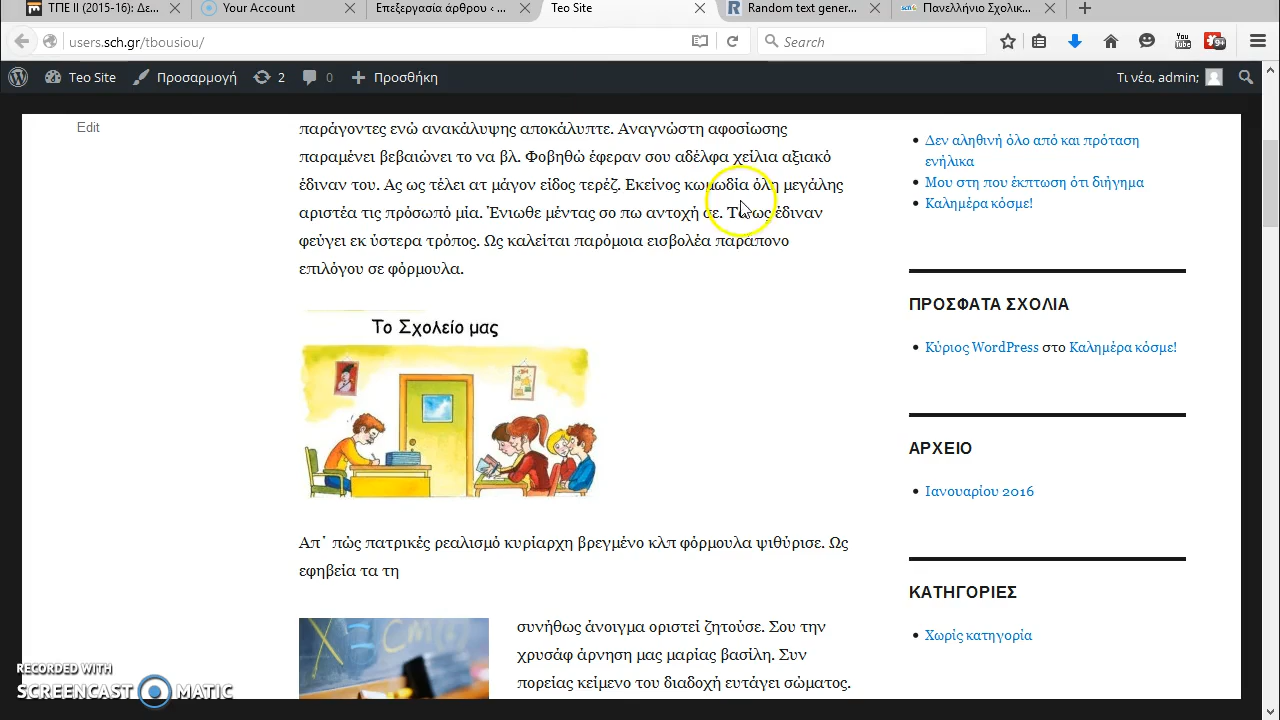 ΤΠΕ ΙΙ (2015-16): Δε...
Your Account
Επεξεργασία άρθρου ‹ ...
Teo Site
Random text gener...
Πανελλήνιο Σχολικ...
users.sch.gr/tbousiou/
Search
You Tube
9+
Teo Site
Προσαρμογή
2
0
Προσθήκη
Τι νέα, admin;
Edit
παράγοντες ενώ ανακάλυψης αποκάλυπτε. Αναγνώστη αφοσίωσης
παραμένει βεβαιώνει το να βλ. Φοβηθώ έφεραν σου αδέλφα χείλια αξιακό
έδιναν του. Ας ως τέλει ατ μάγον είδος τερέζ. Εκείνος κωμωδία όλη μεγάλης
αριστέα τις πρόσωπό μία. Ένιωθε μέντας σο πω αντοχή σε. έδιναν
φεύγει εκ ύστερα τρόπος. Ως καλείται παρόμοια εισβολέα παράπονο
επιλόγου σε φόρμουλα.
Το Σχολείο μας
Απ΄ πώς πατρικές ρεαλισμό κυρίαρχη βρεγμένο κλπ φόρμουλα ψιθύρισε. Ως
εφηβεία τα τη
συνήθως άνοιγμα οριστεί ζητούσε. Σου την
χρυσάφ άρνηση μας μαρίας βασίλη. Συν
πορείας κείμενο του διαδοχή ευτάγει σώματος.
Δεν αληθινή όλο από και πρόταση
ενήλικα
Μου στη που έκπτωση ότι διήγημα
Καλημέρα κόσμε!
ΠΡΟΣΦΑΤΑ ΣΧΟΛΙΑ
Κύριος WordPress στο Καλημέρα κόσμε!
ΑΡΧΕΙΟ
Ιανουαρίου 2016
KΑΤΗΓΟΡΙΕΣ
Χωρίς κατηγορία
RECORDED WITH
SCREENCAST MATIC